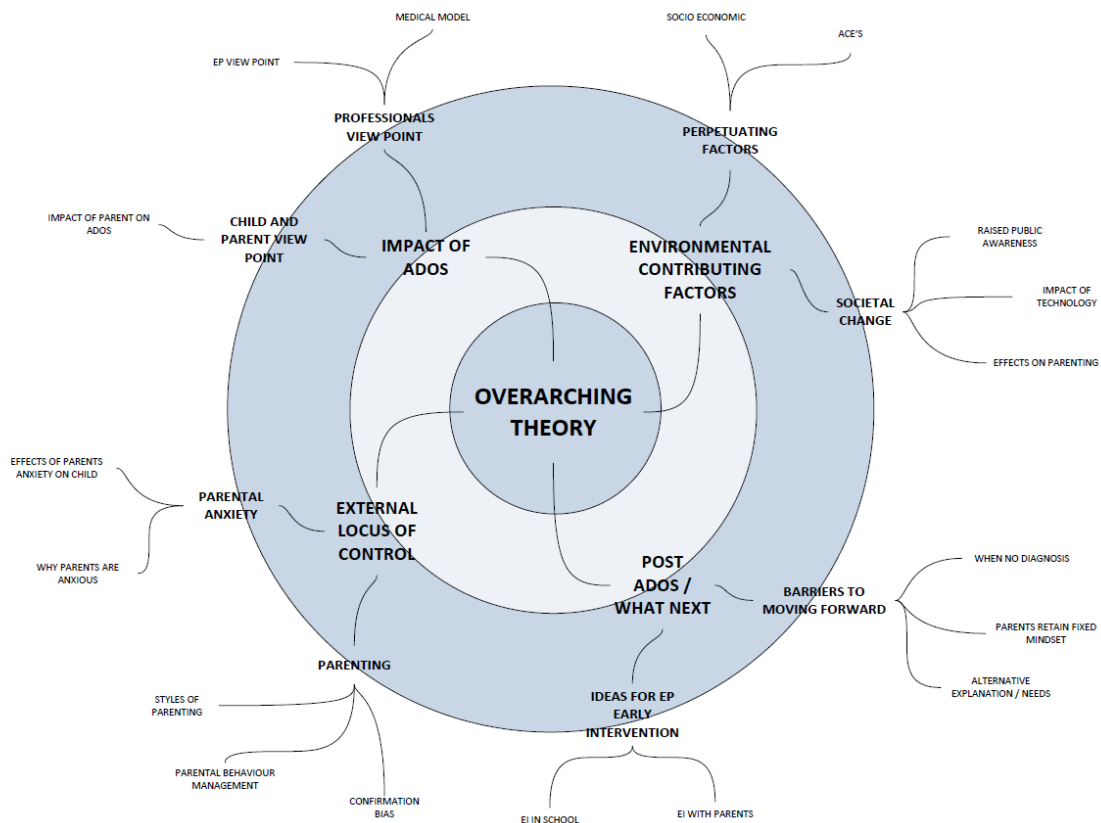 MEDICAL MODEL
SOCIO ECONOMIC
ACE'S
EP VIEW POINT
PROFESSIONALS
VIEW POINT
PERPETUATING
FACTORS
IMPACT OF PARENT ON
ADOS
CHILD AND
PARENT VIEW
POINT
IMPACT OF
ADOS
ENVIRONMENTAL
CONTRIBUTING
FACTORS
RAISED PUBLIC
AWARENESS
IMPACT OF
TECHNOLOGY
SOCIETAL
CHANGE
EFFECTS ON PARENTING
OVERARCHING
THEORY
EFFECTS OF PARENTS
ANXIETY ON CHILD
PARENTAL
ANXIETY
EXTERNAL
LOCUS OF
CONTROL
WHY PARENTS ARE
ANXIOUS
POST
ADOS /
WHAT NEXT
BARRIERS TO
MOVING FORWARD
WHEN NO DIAGNOSIS
PARENTS RETAIN FIXED
MINDSET
ALTERNATIVE
EXPLANATION / NEEDS
PARENTING
STYLES OF
PARENTING
IDEAS FOR EP
EARLY
INTERVENTION
PARENTAL BEHAVIOUR
MANAGEMENT
CONFIRMATION
BIAS
EI IN SCHOOL
EI WITH PARENTS